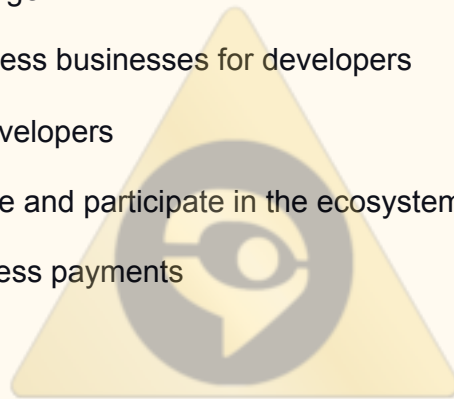 ess businesses for developers
velopers
e and participate in the ecosystem
ess payments